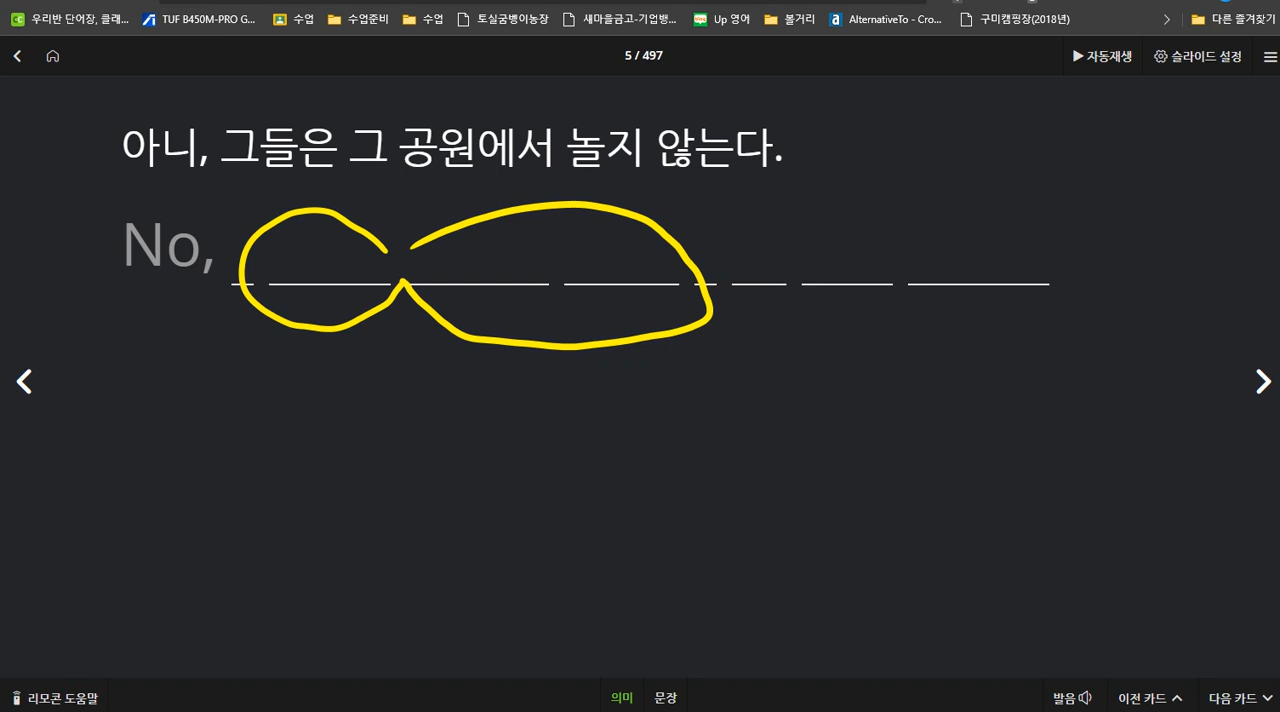 우리반 단어장, 클래... TUF B450M-PRO G... 수업 수업준비 수업 토실굼벵이농장 새마을금고-기업뱅... Up 영어 볼거리 AlternativeTo - Cro... 구미캠핑장(2018년) 다른 즐겨찾기
5 / 497 자동재생 슬라이드 설정
아니, 그들은 그 공원에서 놀지 않는다.
No,
리모콘 도움말 의미 문장 발음 이전 카드 다음 카드